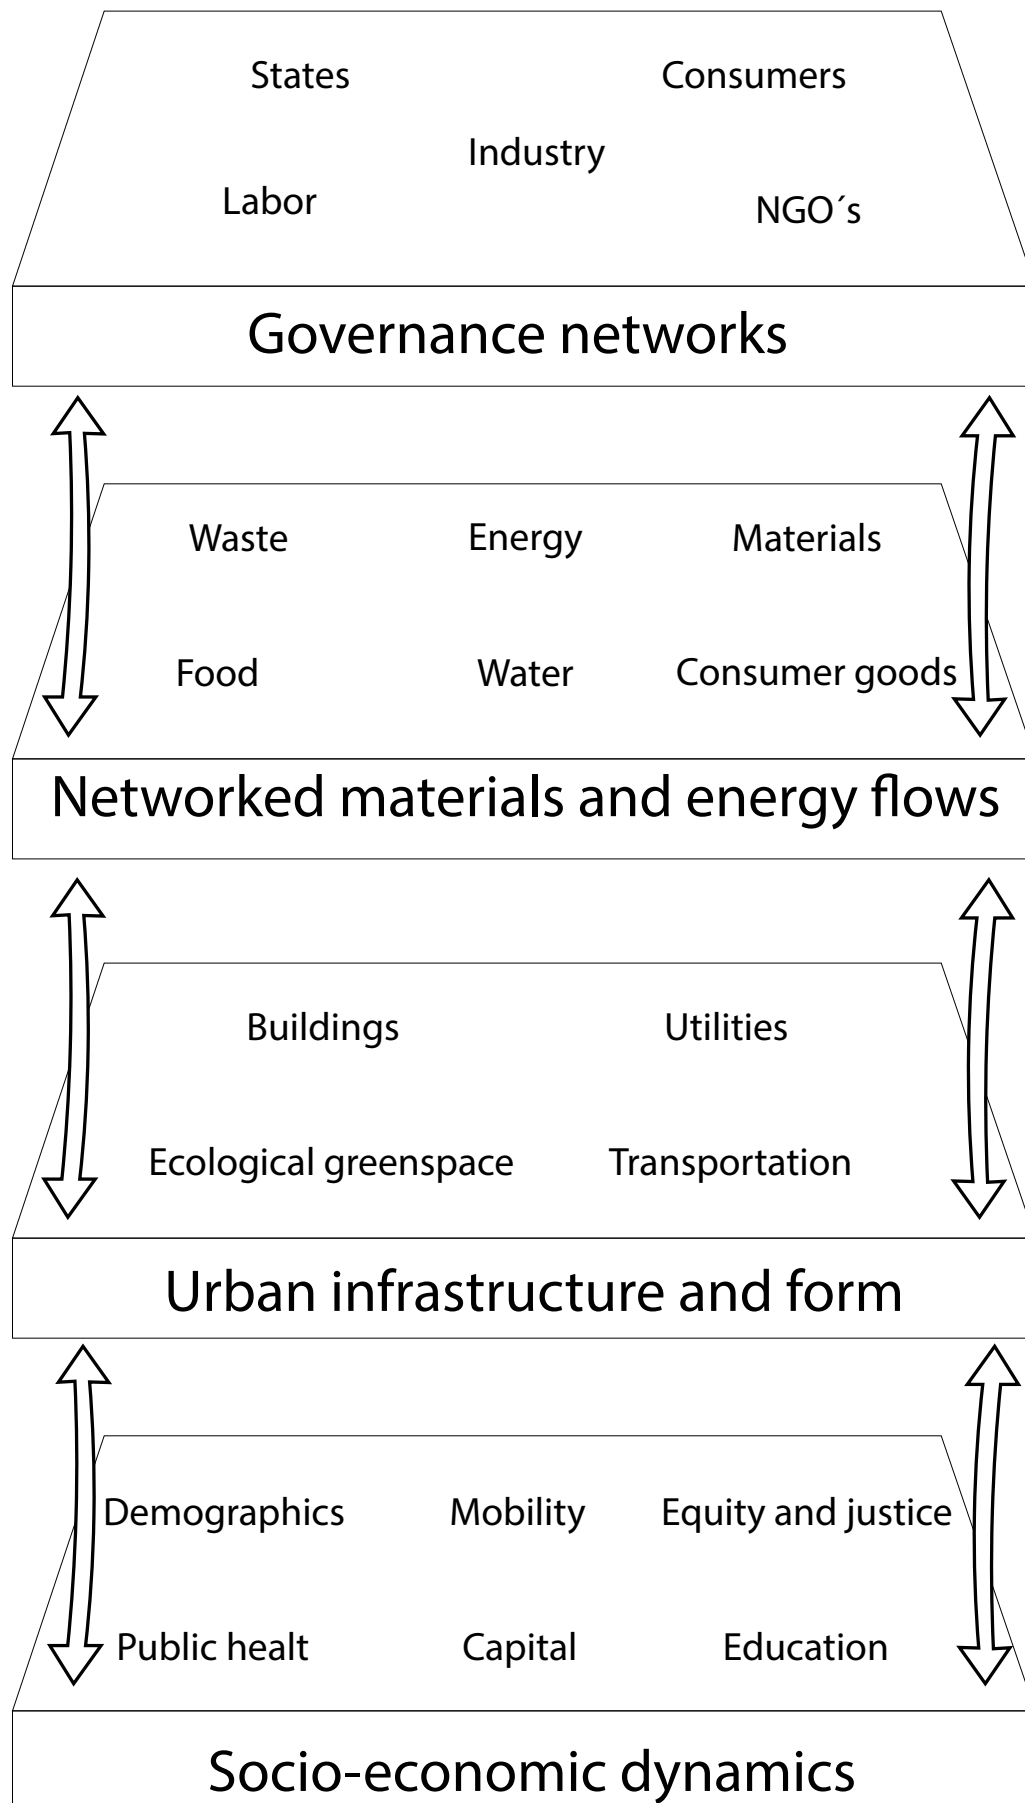 States Consumers
Industry
Labor NGO´s
Governance networks
Waste Energy Materials
Food Water Consumer goods
Networked materials and energy flows
Buildings Utilities
Ecological greenspace Transportation
Urban infrastructure and form
Demographics Mobility Equity and justice
Public healt Capital Education
Socio-economic dynamics